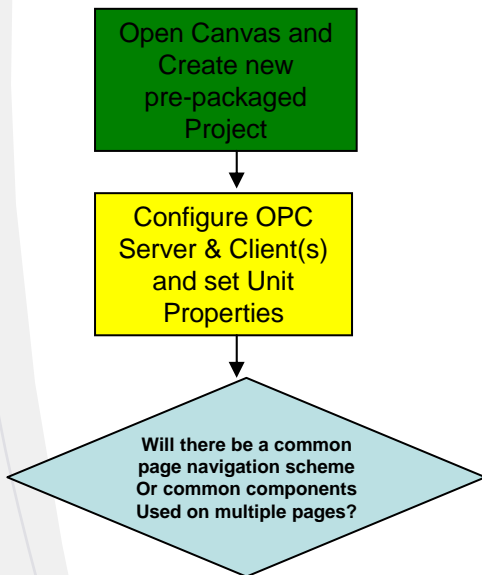 Open Canvas and
Create new
pre-packaged
Project
Configure OPC
Server & Client(s)
and set Unit
Properties
Will there be a common
page navigation scheme
Or common components
Used on multiple pages?